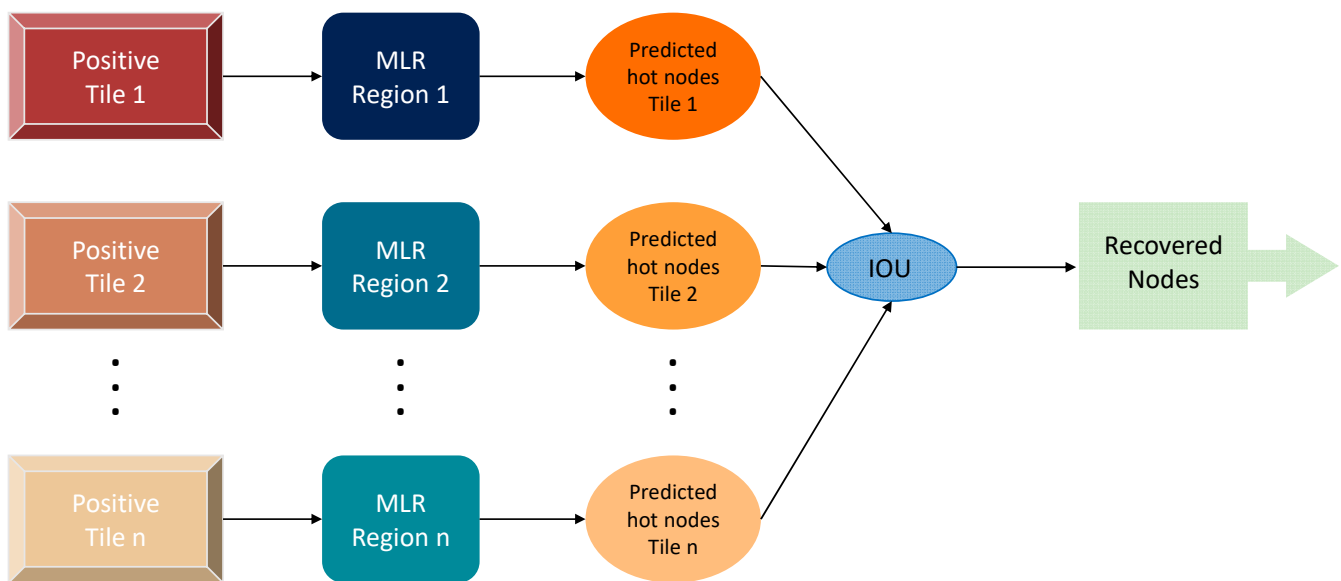 Positive
Tile 1
MLR
Region 1
Predicted
hot nodes
Tile 1
Positive
Tile 2
MLR
Region 2
Predicted
hot nodes
Tile 2
IOU
Recovered
Nodes
Positive
Tile n
MLR
Region n
Predicted
hot nodes
Tile n